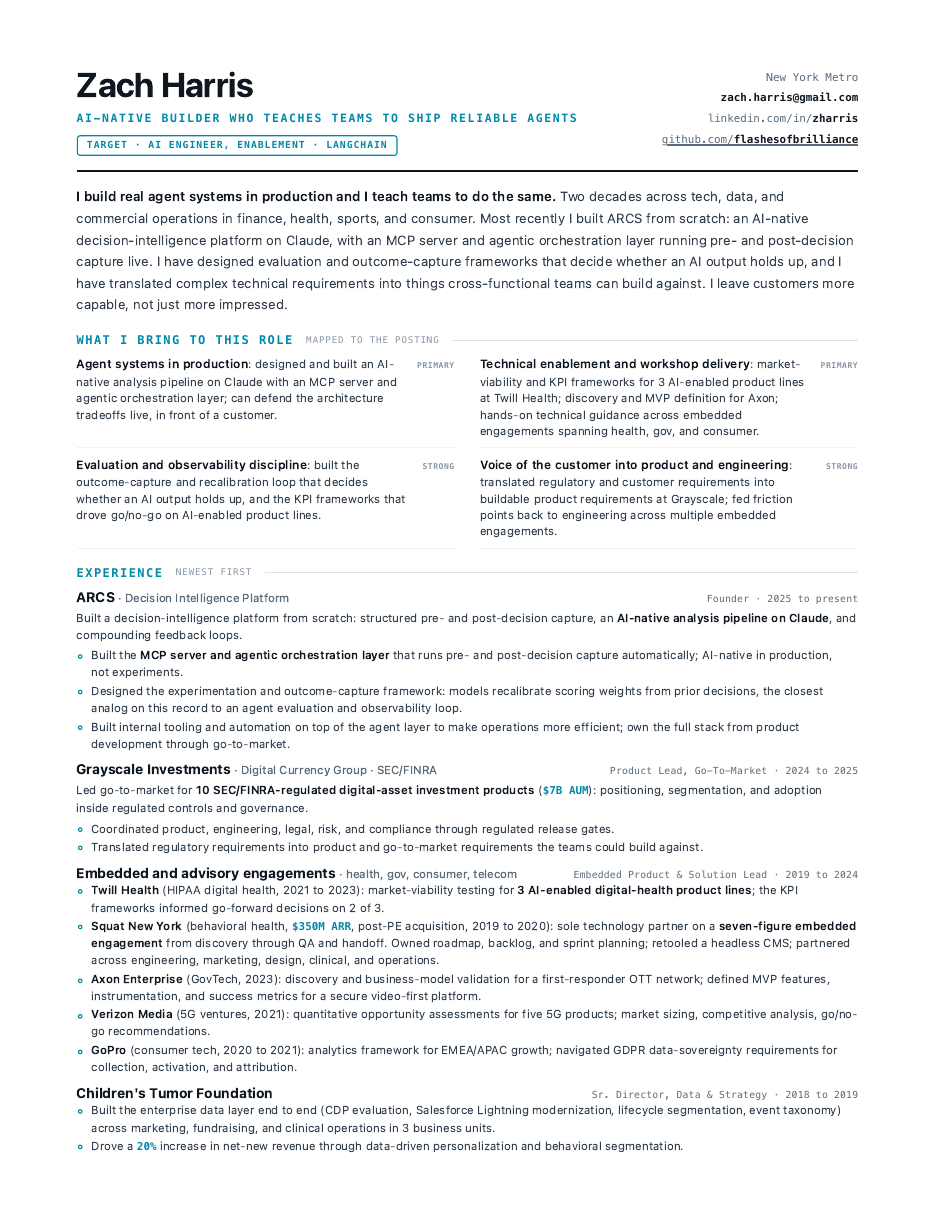 Zach Harris
AI-NATIVE BUILDER WHO TEACHES TEAMS TO SHIP RELIABLE AGENTS
TARGET · AI ENGINEER, ENABLEMENT · LANGCHAIN
New York Metro
zach.harris@gmail.com
linkedin.com/in/zharris
github.com/flashesofbrilliance
I build real agent systems in production and I teach teams to do the same. Two decades across tech, data, and
commercial operations in finance, health, sports, and consumer. Most recently I built ARCS from scratch: an AI-native
decision-intelligence platform on Claude, with an MCP server and agentic orchestration layer running pre- and post-decision
capture live. I have designed evaluation and outcome-capture frameworks that decide whether an AI output holds up, and I
have translated complex technical requirements into things cross-functional teams can build against. I leave customers more
capable, not just more impressed.
WHAT I BRING TO THIS ROLE MAPPED TO THE POSTING
Agent systems in production: designed and built an AI-
native analysis pipeline on Claude with an MCP server and
agentic orchestration layer; can defend the architecture
tradeoffs live, in front of a customer.
PRIMARY
Technical enablement and workshop delivery: market-
viability and KPI frameworks for 3 AI-enabled product lines
at Twill Health; discovery and MVP definition for Axon;
hands-on technical guidance across embedded
engagements spanning health, gov, and consumer.
PRIMARY
Evaluation and observability discipline: built the
outcome-capture and recalibration loop that decides
whether an AI output holds up, and the KPI frameworks that
drove go/no-go on AI-enabled product lines.
STRONG
Voice of the customer into product and engineering:
translated regulatory and customer requirements into
buildable product requirements at Grayscale; fed friction
points back to engineering across multiple embedded
engagements.
STRONG
EXPERIENCE NEWEST FIRST
ARCS · Decision Intelligence Platform Founder · 2025 to present
Built a decision-intelligence platform from scratch: structured pre- and post-decision capture, an AI-native analysis pipeline on Claude, and
compounding feedback loops.
Built the MCP server and agentic orchestration layer that runs pre- and post-decision capture automatically; AI-native in production,
not experiments.
Designed the experimentation and outcome-capture framework: models recalibrate scoring weights from prior decisions, the closest
analog on this record to an agent evaluation and observability loop.
Built internal tooling and automation on top of the agent layer to make operations more efficient; own the full stack from product
development through go-to-market.
Grayscale Investments · Digital Currency Group · SEC/FINRA Product Lead, Go-To-Market · 2024 to 2025
Led go-to-market for 10 SEC/FINRA-regulated digital-asset investment products ($7B AUM): positioning, segmentation, and adoption
inside regulated controls and governance.
Coordinated product, engineering, legal, risk, and compliance through regulated release gates.
Translated regulatory requirements into product and go-to-market requirements the teams could build against.
Embedded and advisory engagements · health, gov, consumer, telecom Embedded Product & Solution Lead · 2019 to 2024
Twill Health (HIPAA digital health, 2021 to 2023): market-viability testing for 3 AI-enabled digital-health product lines; the KPI
frameworks informed go-forward decisions on 2 of 3.
Squat New York (behavioral health, $350M ARR, post-PE acquisition, 2019 to 2020): sole technology partner on a seven-figure embedded
engagement from discovery through QA and handoff. Owned roadmap, backlog, and sprint planning; retooled a headless CMS; partnered
across engineering, marketing, design, clinical, and operations.
Axon Enterprise (GovTech, 2023): discovery and business-model validation for a first-responder OTT network; defined MVP features,
instrumentation, and success metrics for a secure video-first platform.
Verizon Media (5G ventures, 2021): quantitative opportunity assessments for five 5G products; market sizing, competitive analysis, go/no-
go recommendations.
GoPro (consumer tech, 2020 to 2021): analytics framework for EMEA/APAC growth; navigated GDPR data-sovereignty requirements for
collection, activation, and attribution.
Children's Tumor Foundation Sr. Director, Data & Strategy · 2018 to 2019
Built the enterprise data layer end to end (CDP evaluation, Salesforce Lightning modernization, lifecycle segmentation, event taxonomy)
across marketing, fundraising, and clinical operations in 3 business units.
Drove a 20% increase in net-new revenue through data-driven personalization and behavioral segmentation.